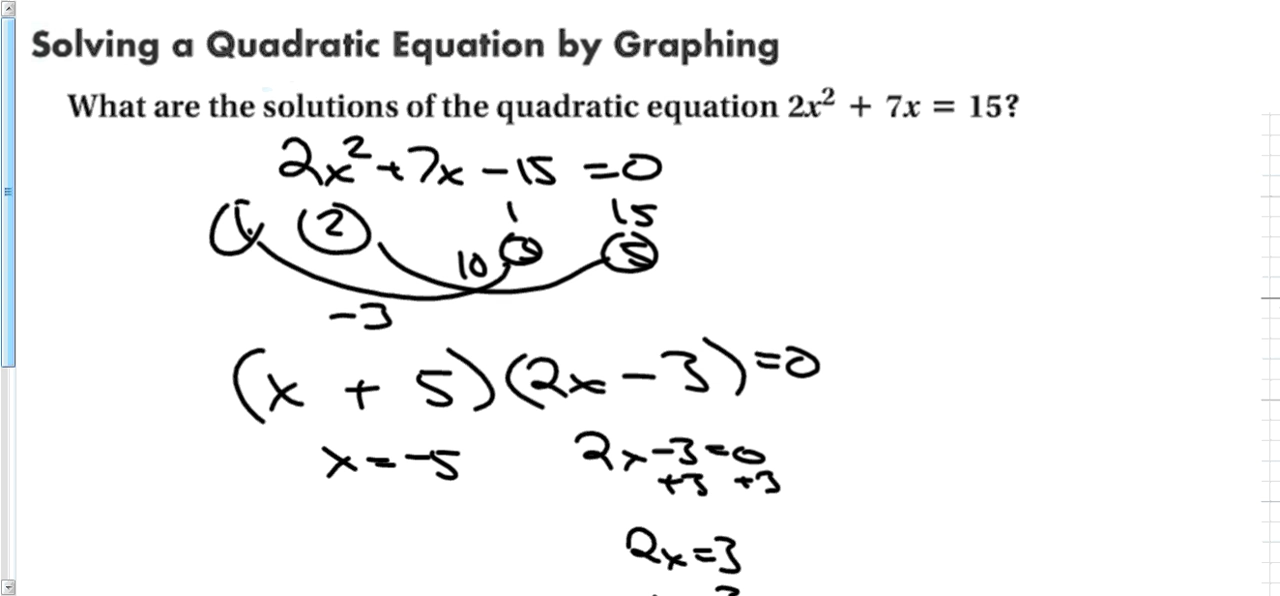 Solving a Quadratic Equation by Graphing
What are the solutions of the quadratic equation 2x² + 7x = 15?
2x²+7x-15=0
1 15
1 2 3 5
10
-3
(x + 5)(2x-3)=0
x=-5 2x-3=0
+3 +3
2x=3